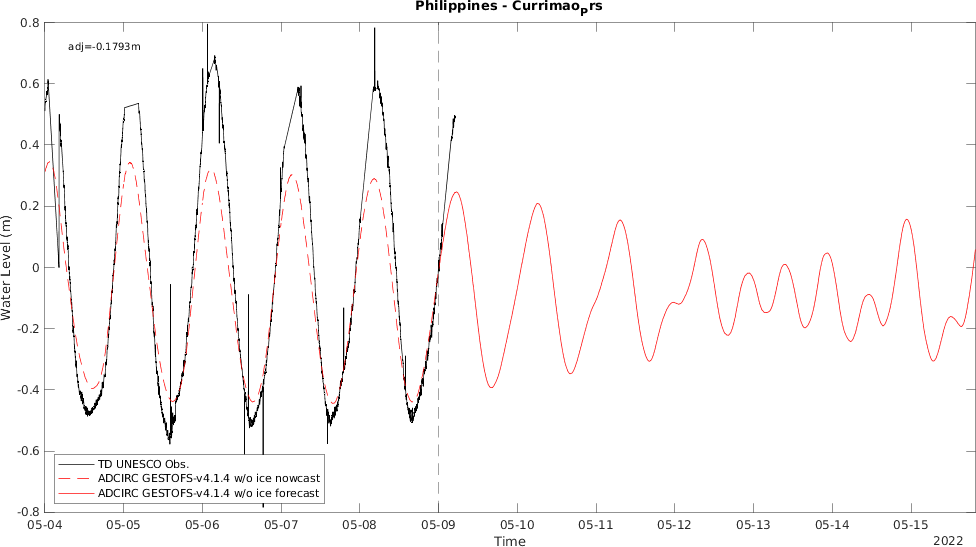 Philippines - Currimao_prs
adj=-0.1793m
Water Level (m)
0.8
0.6
0.4
0.2
0
-0.2
-0.4
-0.6
-0.8
TD UNESCO Obs.
ADCIRC GESTOFS-v4.1.4 w/o ice nowcast
ADCIRC GESTOFS-v4.1.4 w/o ice forecast
05-04 05-05 05-06 05-07 05-08 05-09 05-10 05-11 05-12 05-13 05-14 05-15
Time
2022